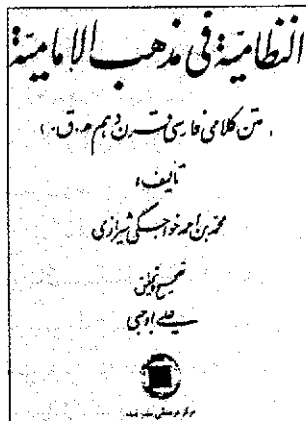 النظامیة فی مذهب الامامیة
(متن کلامی فارسی قرن دهم ه‍. ق.)
تألیف:
محمد بن احمد خواجگی شیرازی
تصحیح و تعلیق
علی اوجبی